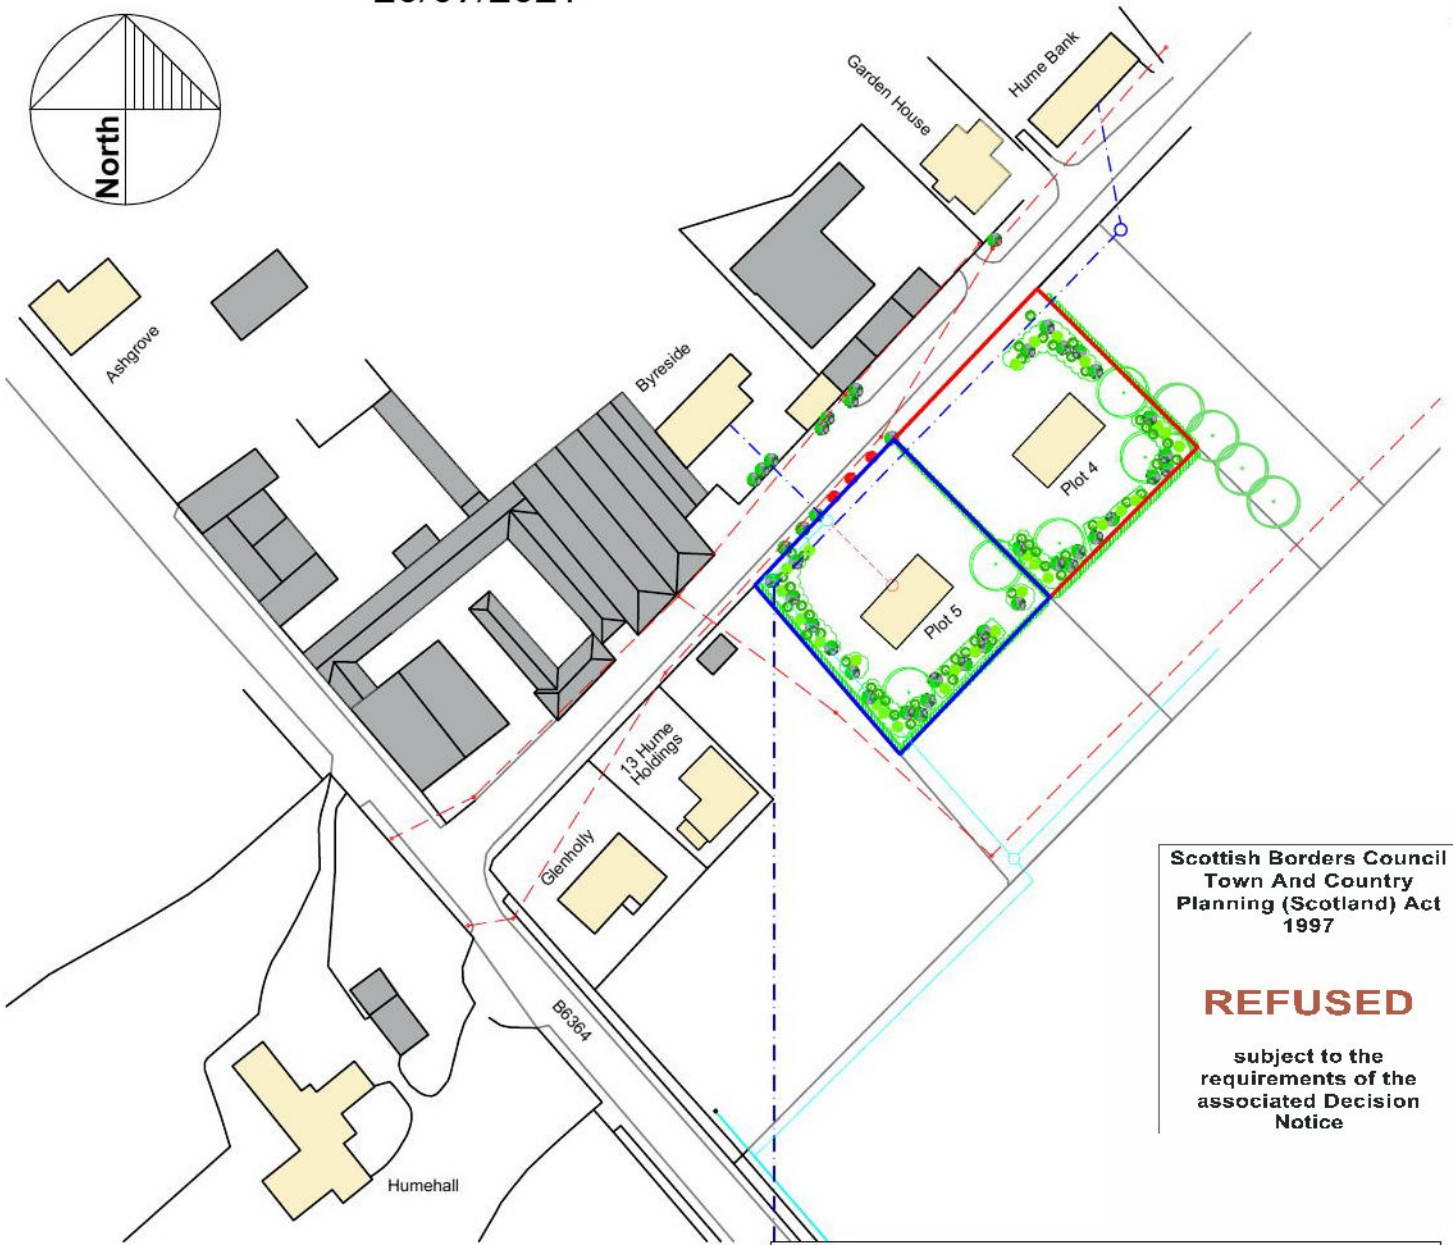 North
Hume Bank
Garden House
Ashgrove
Byreside
Plot 4
Plot 5
13 Hume
Holdings
Glenholly
B6364
Humehall
Scottish Borders Council
Town And Country
Planning (Scotland) Act
1997
REFUSED
subject to the
requirements of the
associated Decision
Notice